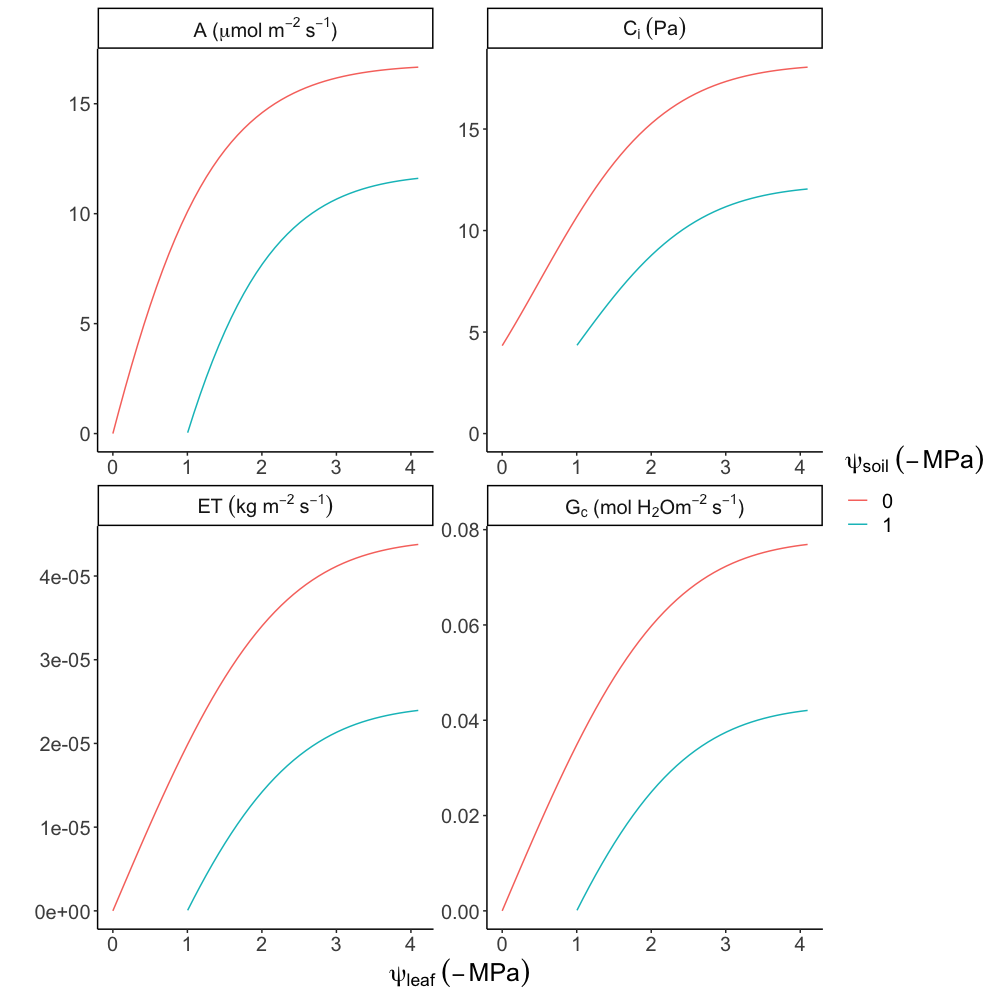 A (μmol m⁻² s⁻¹)
Cᵢ (Pa)
15
10
5
0
15
10
5
0
0 1 2 3 4
0 1 2 3 4
ψsoil (−MPa)
0
1
ET (kg m⁻² s⁻¹)
Gc (mol H₂Om⁻² s⁻¹)
4e-05
3e-05
2e-05
1e-05
0e+00
0.08
0.06
0.04
0.02
0.00
0 1 2 3 4
0 1 2 3 4
ψleaf (−MPa)